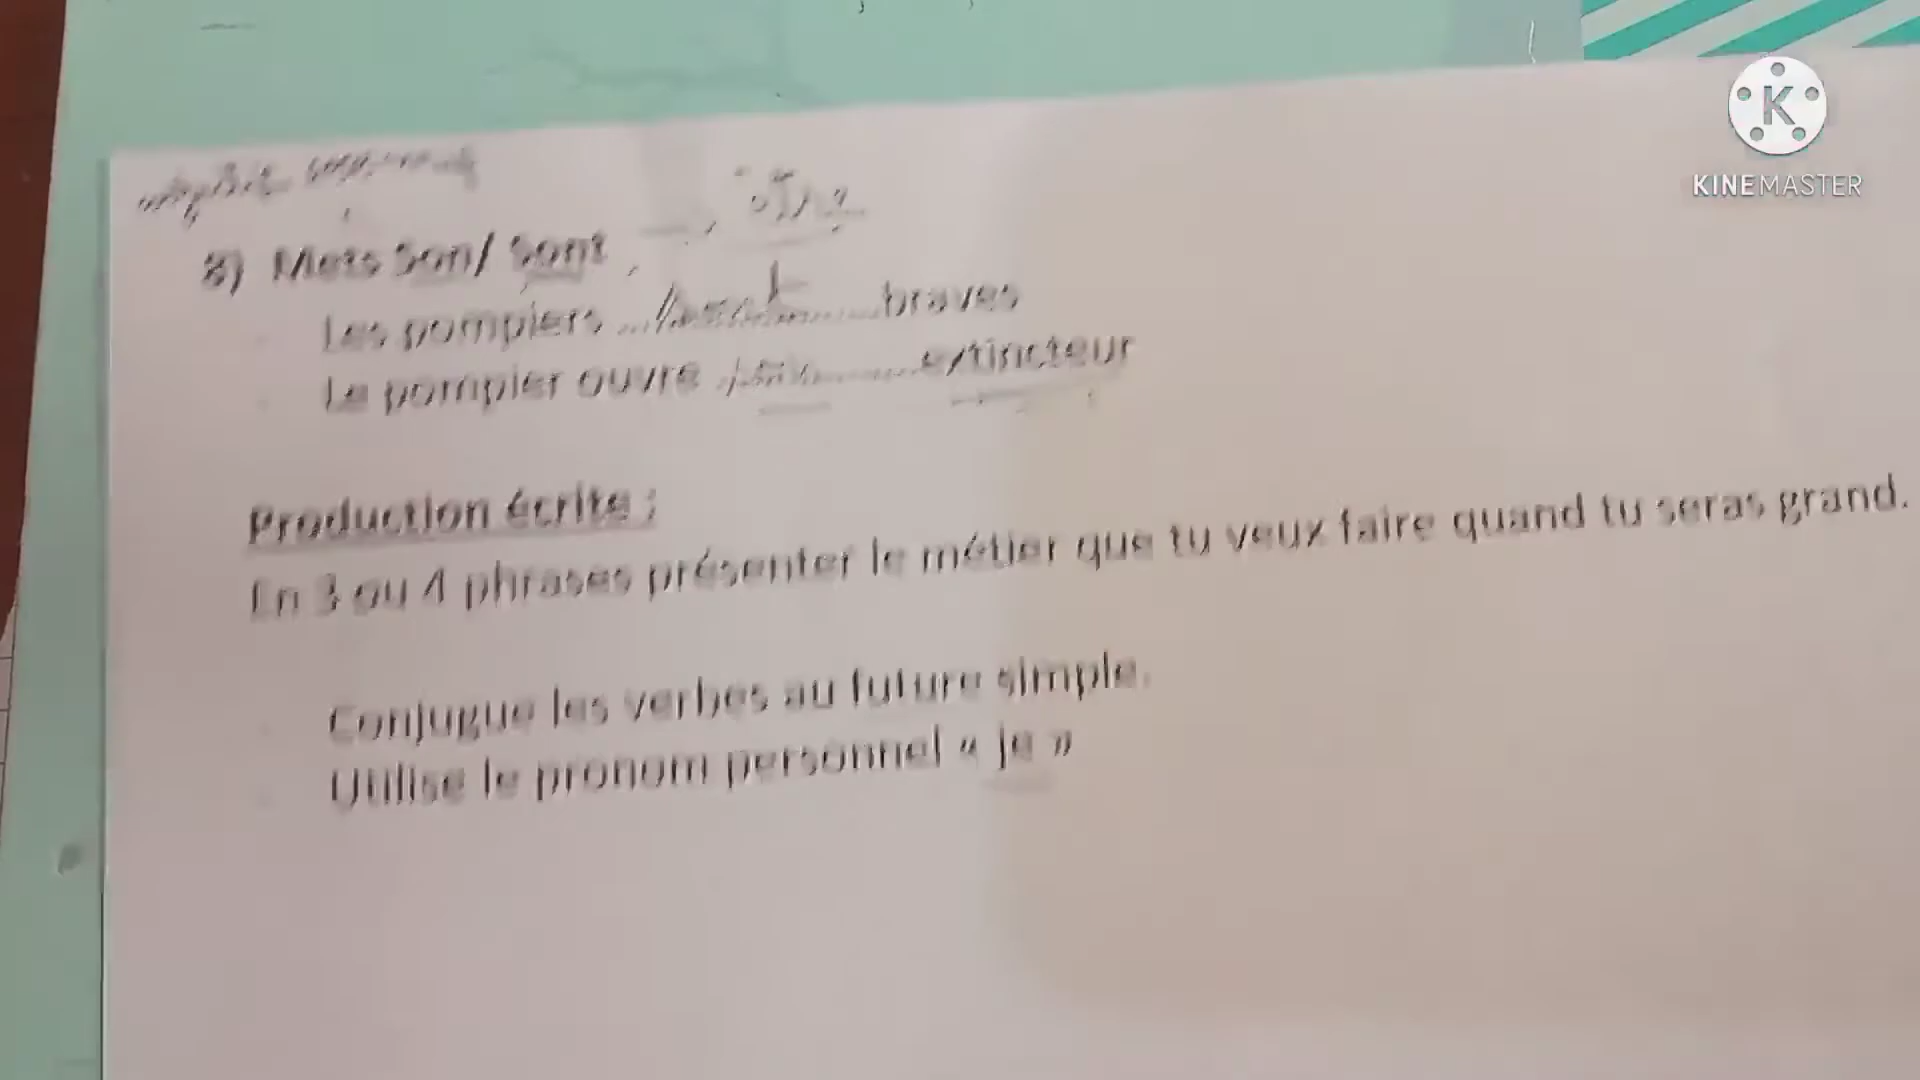 8) Mets Son/ Sont
Les pompiers ............braves
Le pompier ouvre ............extincteur
Production écrite :
En 3 ou 4 phrases présenter le métier que tu veux faire quand tu seras grand.
Conjugue les verbes au future simple.
Utilise le pronom personnel « je »
K
KINEMASTER